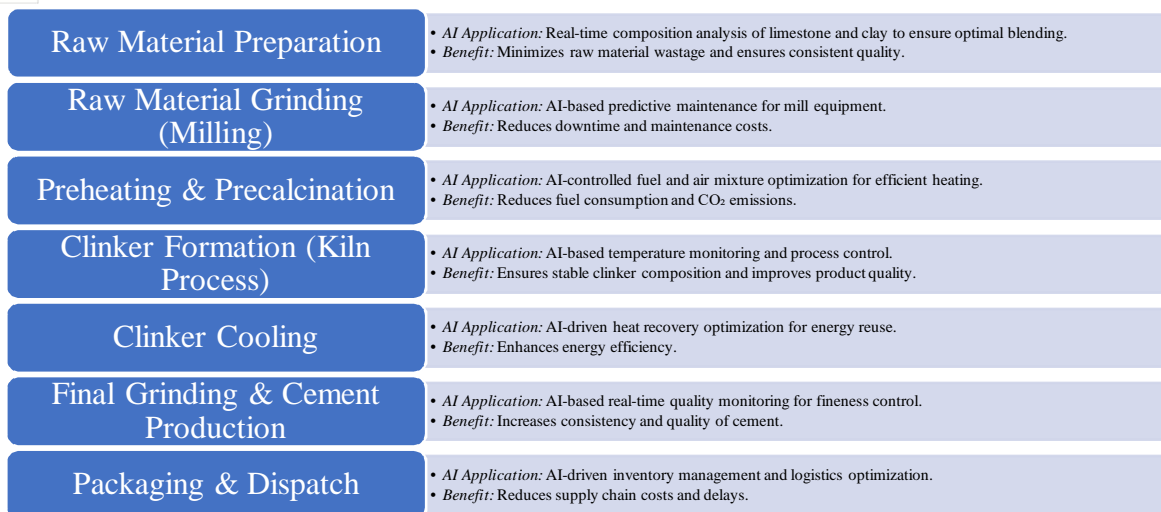 Raw Material Preparation
• AI Application: Real-time composition analysis of limestone and clay to ensure optimal blending.
• Benefit: Minimizes raw material wastage and ensures consistent quality.
Raw Material Grinding
(Milling)
• AI Application: AI-based predictive maintenance for mill equipment.
• Benefit: Reduces downtime and maintenance costs.
Preheating & Precalcination
• AI Application: AI-controlled fuel and air mixture optimization for efficient heating.
• Benefit: Reduces fuel consumption and CO₂ emissions.
Clinker Formation (Kiln
Process)
• AI Application: AI-based temperature monitoring and process control.
• Benefit: Ensures stable clinker composition and improves product quality.
Clinker Cooling
• AI Application: AI-driven heat recovery optimization for energy reuse.
• Benefit: Enhances energy efficiency.
Final Grinding & Cement
Production
• AI Application: AI-based real-time quality monitoring for fineness control.
• Benefit: Increases consistency and quality of cement.
Packaging & Dispatch
• AI Application: AI-driven inventory management and logistics optimization.
• Benefit: Reduces supply chain costs and delays.